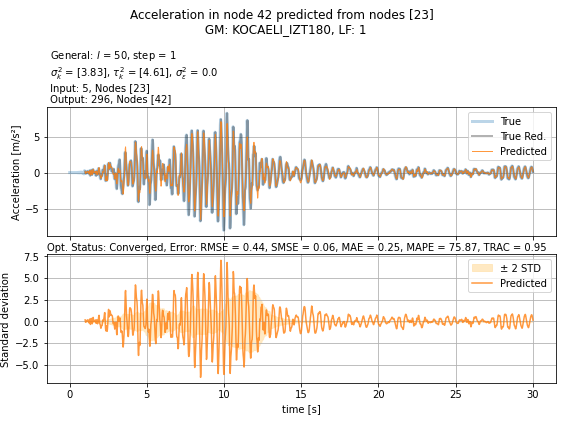 Acceleration in node 42 predicted from nodes [23]
GM: KOCAELI_IZT180, LF: 1
General: l = 50, step = 1
σ²ₖ = [3.83], τ²ₖ = [4.61], σ²ε = 0.0
Input: 5, Nodes [23]
Output: 296, Nodes [42]
Acceleration [m/s²]
5
0
−5
True
True Red.
Predicted
Opt. Status: Converged, Error: RMSE = 0.44, SMSE = 0.06, MAE = 0.25, MAPE = 75.87, TRAC = 0.95
Standard deviation
7.5
5.0
2.5
0.0
−2.5
−5.0
± 2 STD
Predicted
0 5 10 15 20 25 30
time [s]